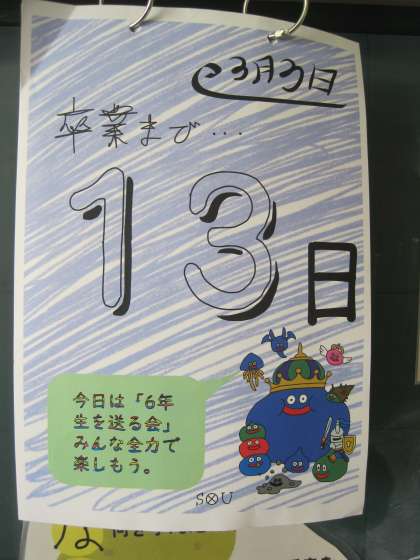 3月3日
卒業まで...
13日
今日は「6年
生を送る会」
みんな全力で
楽しもう。
S⊗U